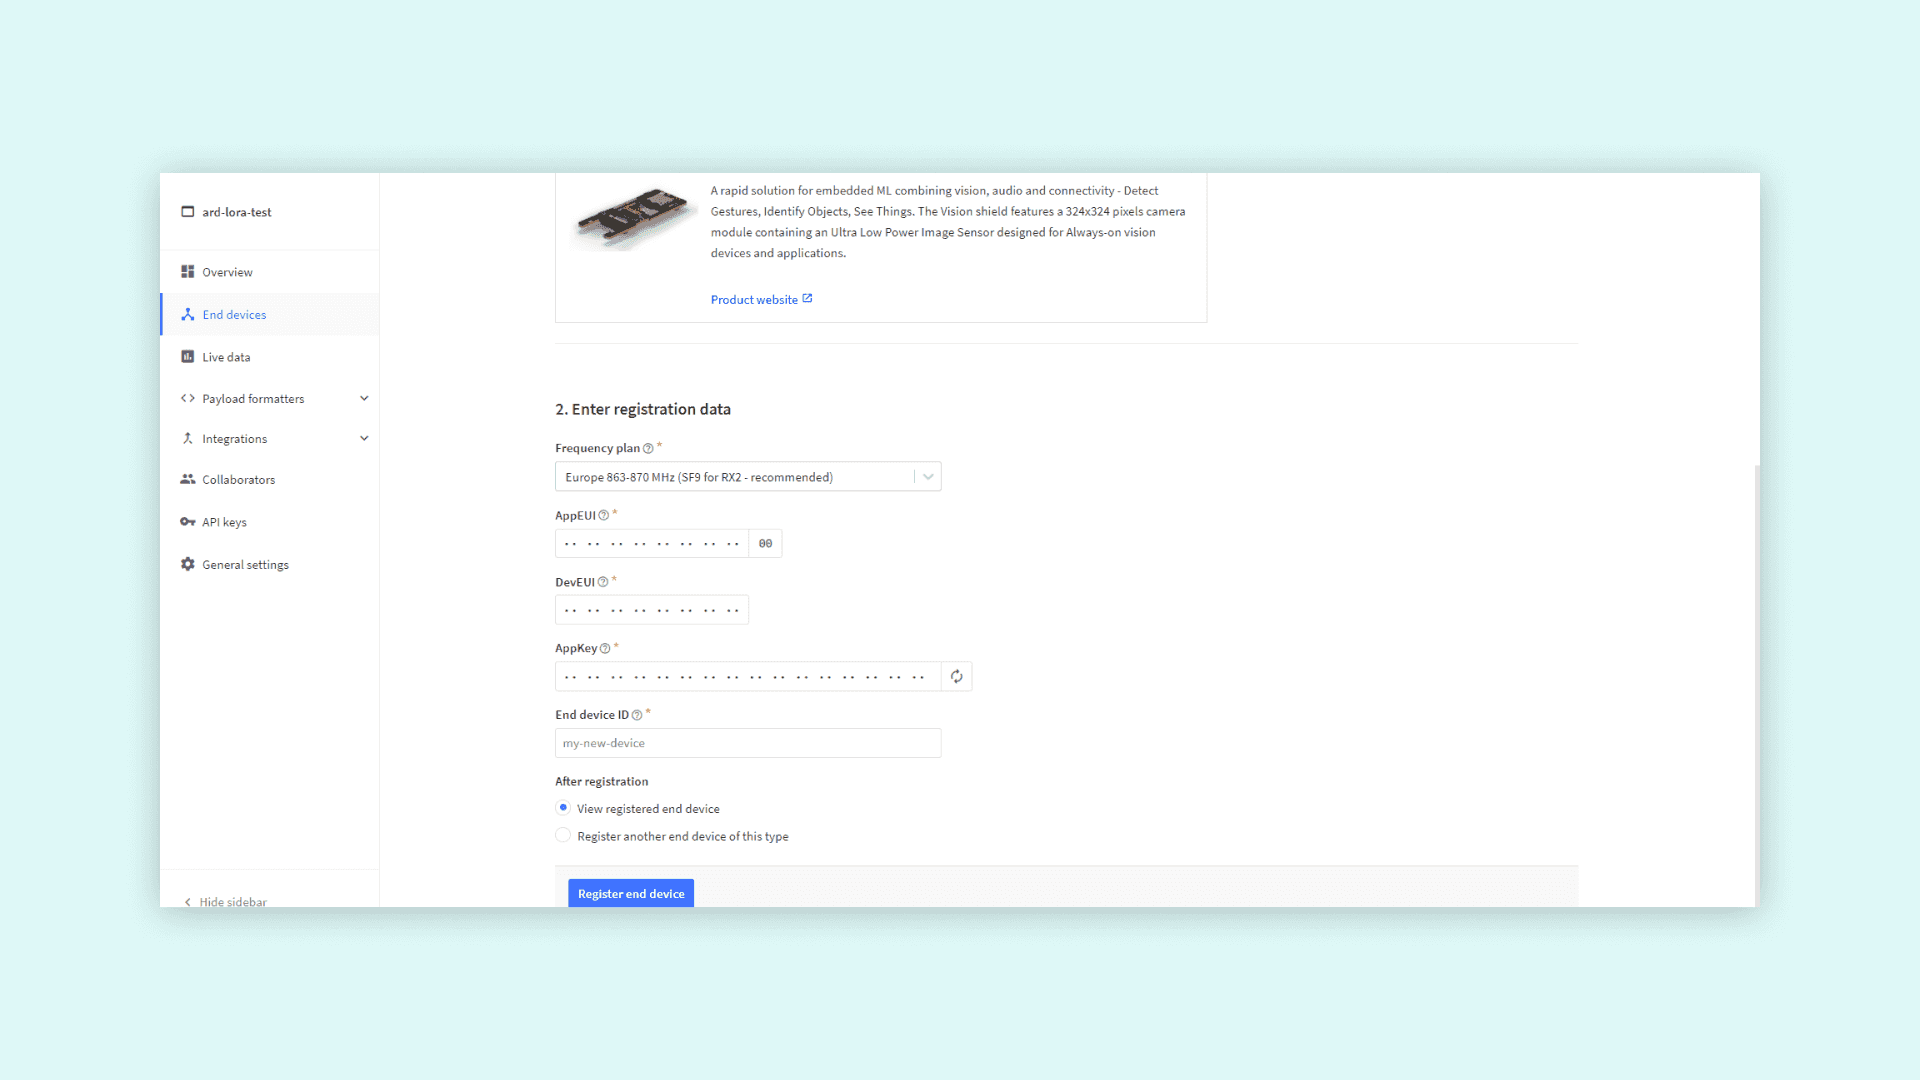 ard-lora-test
Overview
End devices
Live data
Payload formatters
Integrations
Collaborators
API keys
General settings
Hide sidebar
A rapid solution for embedded ML combining vision, audio and connectivity - Detect
Gestures, Identify Objects, See Things. The Vision shield features a 324x324 pixels camera
module containing an Ultra Low Power Image Sensor designed for Always-on vision
devices and applications.
Product website
2. Enter registration data
Frequency plan *
Europe 863-870 MHz (SF9 for RX2 - recommended)
AppEUI *
·· ·· ·· ·· ·· ·· ·· ·· 00
DevEUI *
·· ·· ·· ·· ·· ·· ·· ··
AppKey *
·· ·· ·· ·· ·· ·· ·· ·· ·· ·· ·· ·· ·· ·· ·· ··
End device ID *
my-new-device
After registration
View registered end device
Register another end device of this type
Register end device